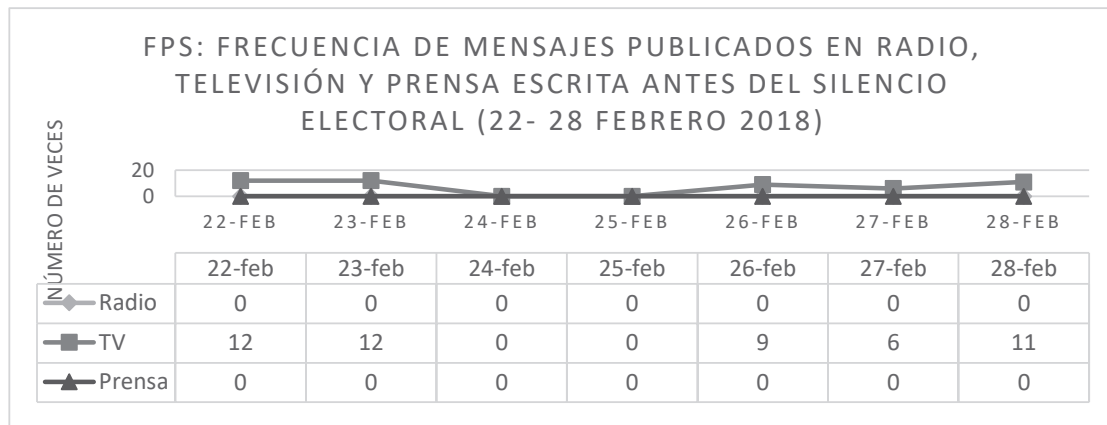 FPS: FRECUENCIA DE MENSAJES PUBLICADOS EN RADIO,
TELEVISIÓN Y PRENSA ESCRITA ANTES DEL SILENCIO
ELECTORAL (22- 28 FEBRERO 2018)
NÚMERO DE VECES
20
0
22-FEB 23-FEB 24-FEB 25-FEB 26-FEB 27-FEB 28-FEB
22-feb 23-feb 24-feb 25-feb 26-feb 27-feb 28-feb
Radio 0 0 0 0 0 0 0
TV 12 12 0 0 9 6 11
Prensa 0 0 0 0 0 0 0